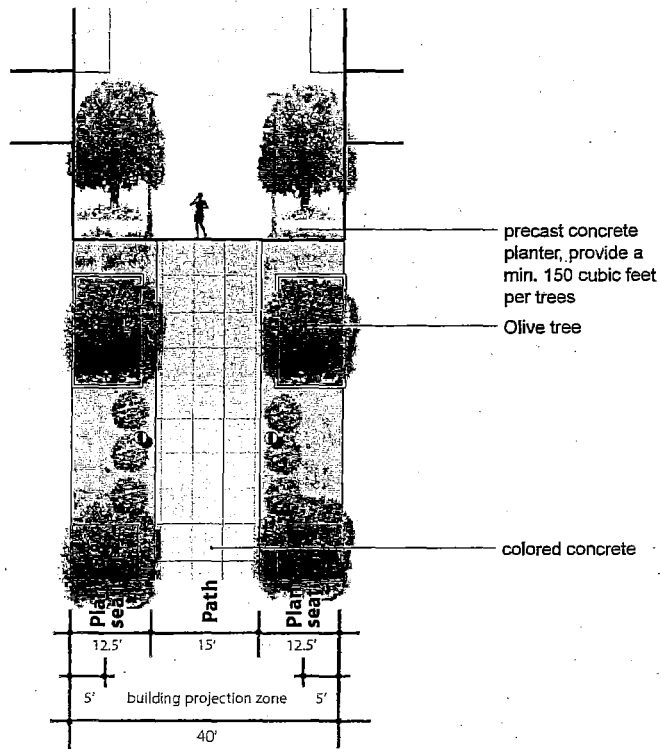 precast concrete
planter, provide a
min. 150 cubic feet
per trees
Olive tree
colored concrete
Path
12.5'
15'
12.5'
5'
building projection zone
5'
40'